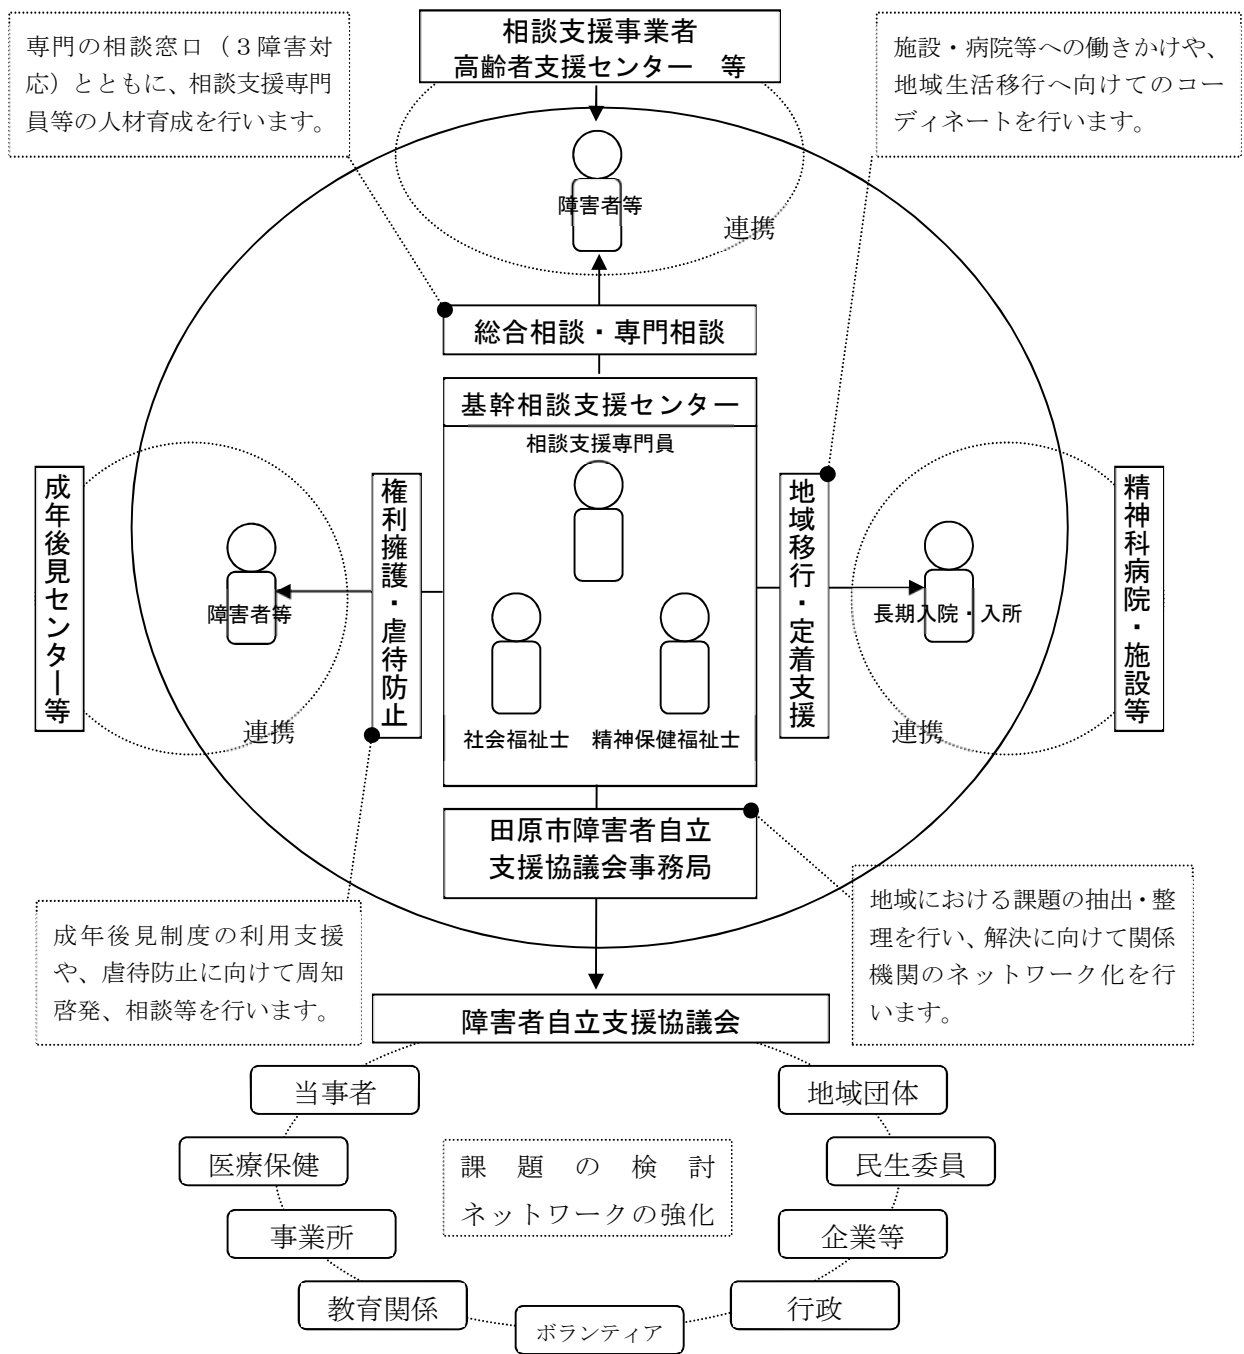 専門の相談窓口（３障害対
応）とともに、相談支援専門
員等の人材育成を行います。
相談支援事業者
高齢者支援センター　等
施設・病院等への働きかけや、
地域生活移行へ向けてのコー
ディネートを行います。
障害者等
連携
総合相談・専門相談
基幹相談支援センター
相談支援専門員
社会福祉士
精神保健福祉士
成年後見センター等
障害者等
連携
権利擁護・虐待防止
地域移行・定着支援
長期入院・入所
連携
精神科病院・施設等
田原市障害者自立
支援協議会事務局
成年後見制度の利用支援
や、虐待防止に向けて周知
啓発、相談等を行います。
地域における課題の抽出・整
理を行い、解決に向けて関係
機関のネットワーク化を行
います。
障害者自立支援協議会
当事者
地域団体
医療保健
課題の検討
ネットワークの強化
民生委員
事業所
企業等
教育関係
ボランティア
行政